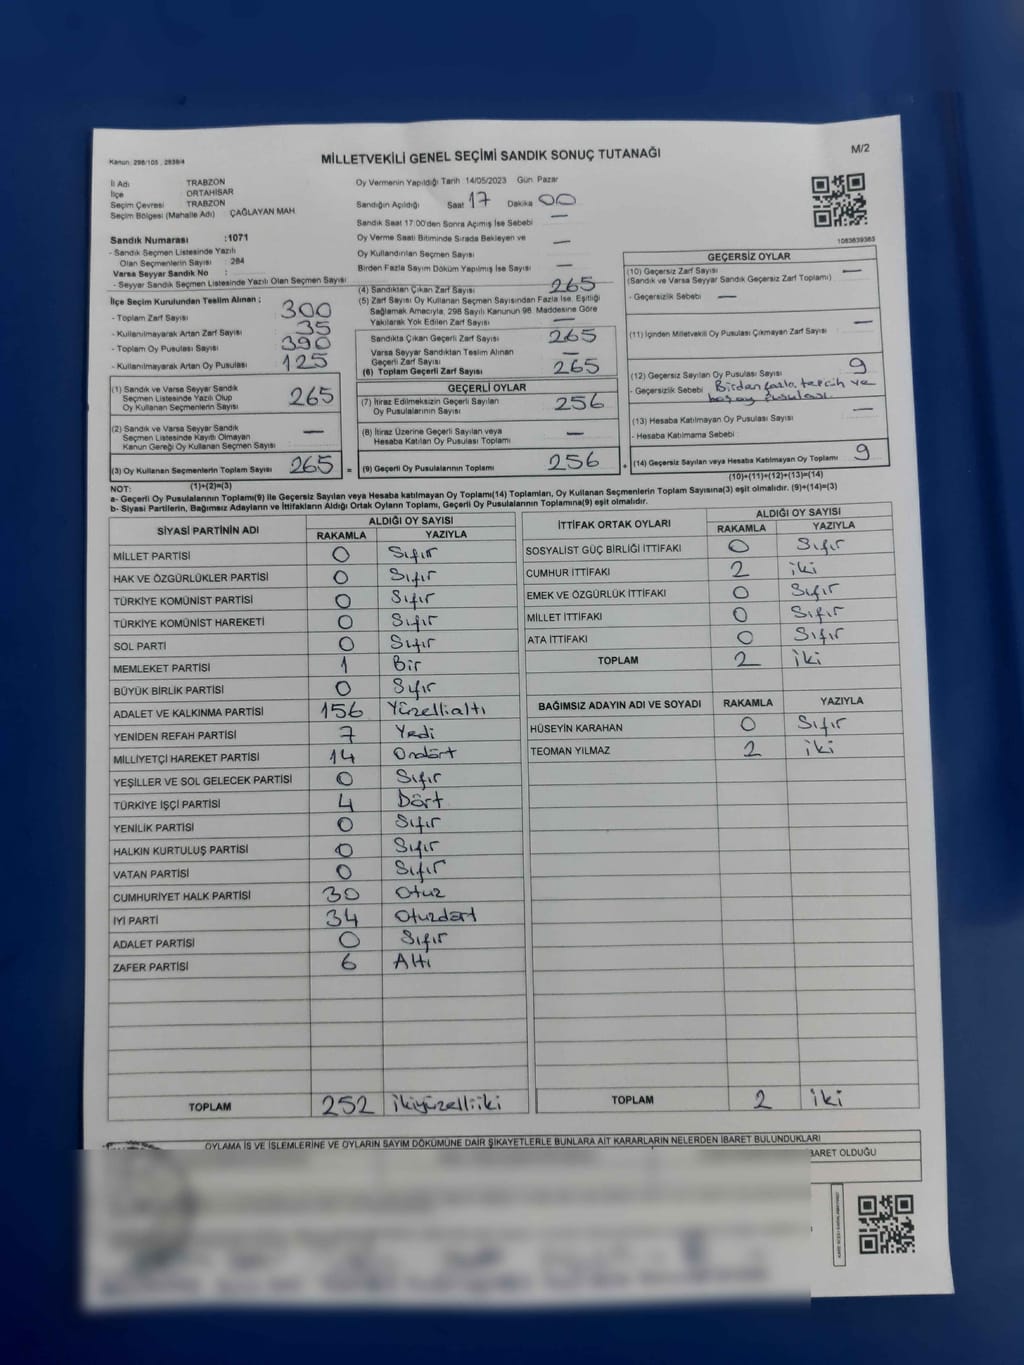 Kanun: 298/105, 2839/4
MİLLETVEKİLİ GENEL SEÇİMİ SANDIK SONUÇ TUTANAĞI
M/2
İl Adı TRABZON
İlçe ORTAHİSAR
Seçim Çevresi TRABZON
Seçim Bölgesi (Mahalle Adı) ÇAĞLAYAN MAH.
Sandık Numarası :1071
- Sandık Seçmen Listesinde Yazılı
Olan Seçmenlerin Sayısı : 284
Varsa Seyyar Sandık No :
- Seyyar Sandık Seçmen Listesinde Yazılı Olan Seçmen Sayısı
İlçe Seçim Kurulundan Teslim Alınan ;
- Toplam Zarf Sayısı 300
- Kullanılmayarak Artan Zarf Sayısı 35
- Toplam Oy Pusulası Sayısı 390
- Kullanılmayarak Artan Oy Pusulası 125
(1) Sandık ve Varsa Seyyar Sandık
Seçmen Listesinde Yazılı Olup
Oy Kullanan Seçmenlerin Sayısı 265
(2) Sandık ve Varsa Seyyar Sandık
Seçmen Listesinde Kayıtlı Olmayan
Kanun Gereği Oy Kullanan Seçmen Sayısı —
(3) Oy Kullanan Seçmenlerin Toplam Sayısı 265 =
Oy Vermenin Yapıldığı Tarih 14/05/2023 Gün Pazar
Sandığın Açıldığı Saat 17 Dakika 00
Sandık Saat 17:00'den Sonra Açılmış İse Sebebi —
Oy Verme Saati Bitiminde Sırada Bekleyen ve
Oy Kullandırılan Seçmen Sayısı —
Birden Fazla Sayım Döküm Yapılmış İse Sayısı —
(4) Sandıktan Çıkan Zarf Sayısı 265
(5) Zarf Sayısı Oy Kullanan Seçmen Sayısından Fazla İse, Eşitliği
Sağlamak Amacıyla, 298 Sayılı Kanunun 98. Maddesine Göre
Yakılarak Yok Edilen Zarf Sayısı —
Sandıkta Çıkan Geçerli Zarf Sayısı 265
Varsa Seyyar Sandıktan Teslim Alınan
Geçerli Zarf Sayısı —
(6) Toplam Geçerli Zarf Sayısı 265
GEÇERLİ OYLAR
(7) İtiraz Edilmeksizin Geçerli Sayılan
Oy Pusulalarının Sayısı 256
(8) İtiraz Üzerine Geçerli Sayılan veya
Hesaba Katılan Oy Pusulası Toplamı —
(9) Geçerli Oy Pusulalarının Toplamı 256 +
1083639383
GEÇERSİZ OYLAR
(10) Geçersiz Zarf Sayısı —
(Sandık ve Varsa Seyyar Sandık Geçersiz Zarf Toplamı)
- Geçersizlik Sebebi —
(11) İçinden Milletvekili Oy Pusulası Çıkmayan Zarf Sayısı —
(12) Geçersiz Sayılan Oy Pusulası Sayısı 9
- Geçersizlik Sebebi Birden fazla tercih ve
boş oy pusulası.
(13) Hesaba Katılmayan Oy Pusulası Sayısı —
- Hesaba Katılmama Sebebi
(14) Geçersiz Sayılan veya Hesaba Katılmayan Oy Toplamı 9
(10)+(11)+(12)+(13)=(14)
NOT: (1)+(2)=(3)
a- Geçerli Oy Pusulalarının Toplamı(9) ile Geçersiz Sayılan veya Hesaba katılmayan Oy Toplamı(14) Toplamları, Oy Kullanan Seçmenlerin Toplam Sayısına(3) eşit olmalıdır. (9)+(14)=(3)
b- Siyasi Partilerin, Bağımsız Adayların ve İttifakların Aldığı Ortak Oyların Toplamı, Geçerli Oy Pusulalarının Toplamına(9) eşit olmalıdır.
SİYASİ PARTİNİN ADI ALDIĞI OY SAYISI
RAKAMLA YAZIYLA
MİLLET PARTİSİ 0 Sıfır
HAK VE ÖZGÜRLÜKLER PARTİSİ 0 Sıfır
TÜRKİYE KOMÜNİST PARTİSİ 0 Sıfır
TÜRKİYE KOMÜNİST HAREKETİ 0 Sıfır
SOL PARTİ 0 Sıfır
MEMLEKET PARTİSİ 1 Bir
BÜYÜK BİRLİK PARTİSİ 0 Sıfır
ADALET VE KALKINMA PARTİSİ 156 Yüzellialtı
YENİDEN REFAH PARTİSİ 7 Yedi
MİLLİYETÇİ HAREKET PARTİSİ 14 Ondört
YEŞİLLER VE SOL GELECEK PARTİSİ 0 Sıfır
TÜRKİYE İŞÇİ PARTİSİ 4 Dört
YENİLİK PARTİSİ 0 Sıfır
HALKIN KURTULUŞ PARTİSİ 0 Sıfır
VATAN PARTİSİ 0 Sıfır
CUMHURİYET HALK PARTİSİ 30 Otuz
İYİ PARTİ 34 Otuzdört
ADALET PARTİSİ 0 Sıfır
ZAFER PARTİSİ 6 Altı
TOPLAM 252 ikiyüzelliiki
İTTİFAK ORTAK OYLARI ALDIĞI OY SAYISI
RAKAMLA YAZIYLA
SOSYALİST GÜÇ BİRLİĞİ İTTİFAKI 0 Sıfır
CUMHUR İTTİFAKI 2 iki
EMEK VE ÖZGÜRLÜK İTTİFAKI 0 Sıfır
MİLLET İTTİFAKI 0 Sıfır
ATA İTTİFAKI 0 Sıfır
TOPLAM 2 iki
BAĞIMSIZ ADAYIN ADI VE SOYADI RAKAMLA YAZIYLA
HÜSEYİN KARAHAN 0 Sıfır
TEOMAN YILMAZ 2 iki
TOPLAM 2 iki
OYLAMA İŞ VE İŞLEMLERİNE VE OYLARIN SAYIM DÖKÜMÜNE DAİR ŞİKAYETLERLE BUNLARA AİT KARARLARIN NELERDEN İBARET BULUNDUKLARI
BARET OLDUĞU